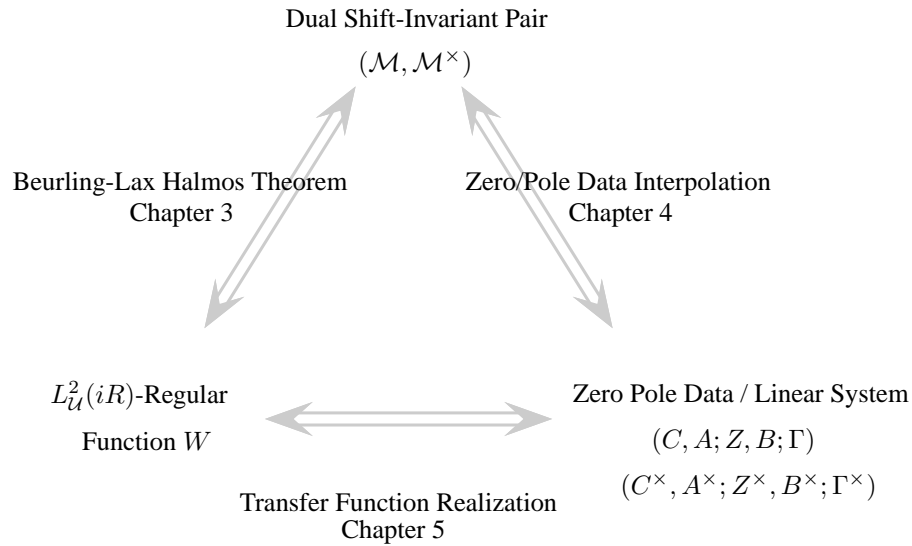 Dual Shift-Invariant Pair
(ℳ, ℳ^×)
Beurling-Lax Halmos Theorem
Chapter 3
Zero/Pole Data Interpolation
Chapter 4
L²_𝒰(iR)-Regular
Function W
Zero Pole Data / Linear System
(C, A; Z, B; Γ)
(C^×, A^×; Z^×, B^×; Γ^×)
Transfer Function Realization
Chapter 5